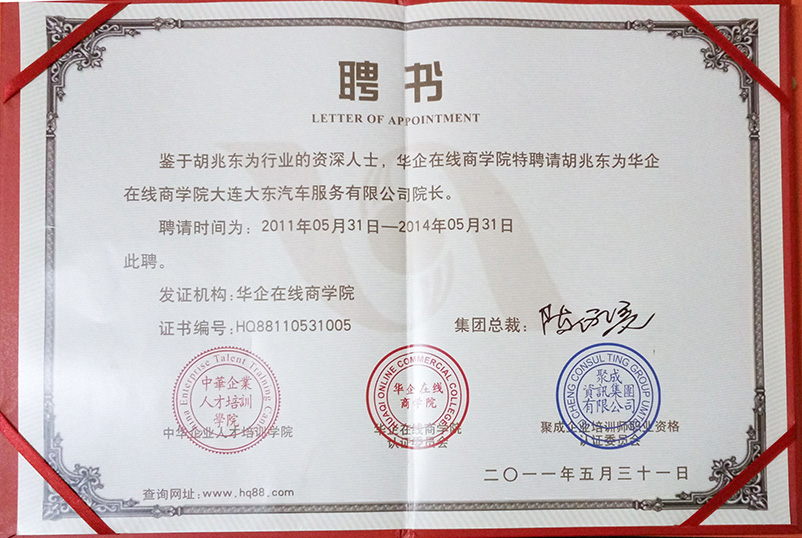 聘书
LETTER OF APPOINTMENT
鉴于胡兆东为行业的资深人士，华企在线商学院特聘请胡兆东为华企
在线商学院大连大东汽车服务有限公司院长。
聘请时间为：2011年05月31日—2014年05月31日
此聘。
发证机构：华企在线商学院
证书编号：HQ88110531005
集团总裁：
China Enterprise Talent Training
中華企業
人才培訓
學院
HUAQI ONLINE COMMERCIAL COLLEGE
华企在线
商学院
CHENG CONSULTING GROUP LIMITED
聚成
資訊集團
有限公司
中华企业人才培训学院
华企在线商学院
认证委员会
聚成企业培训师职业资格
认证委员会
二〇一一年五月三十一日
查询网址：www.hq88.com